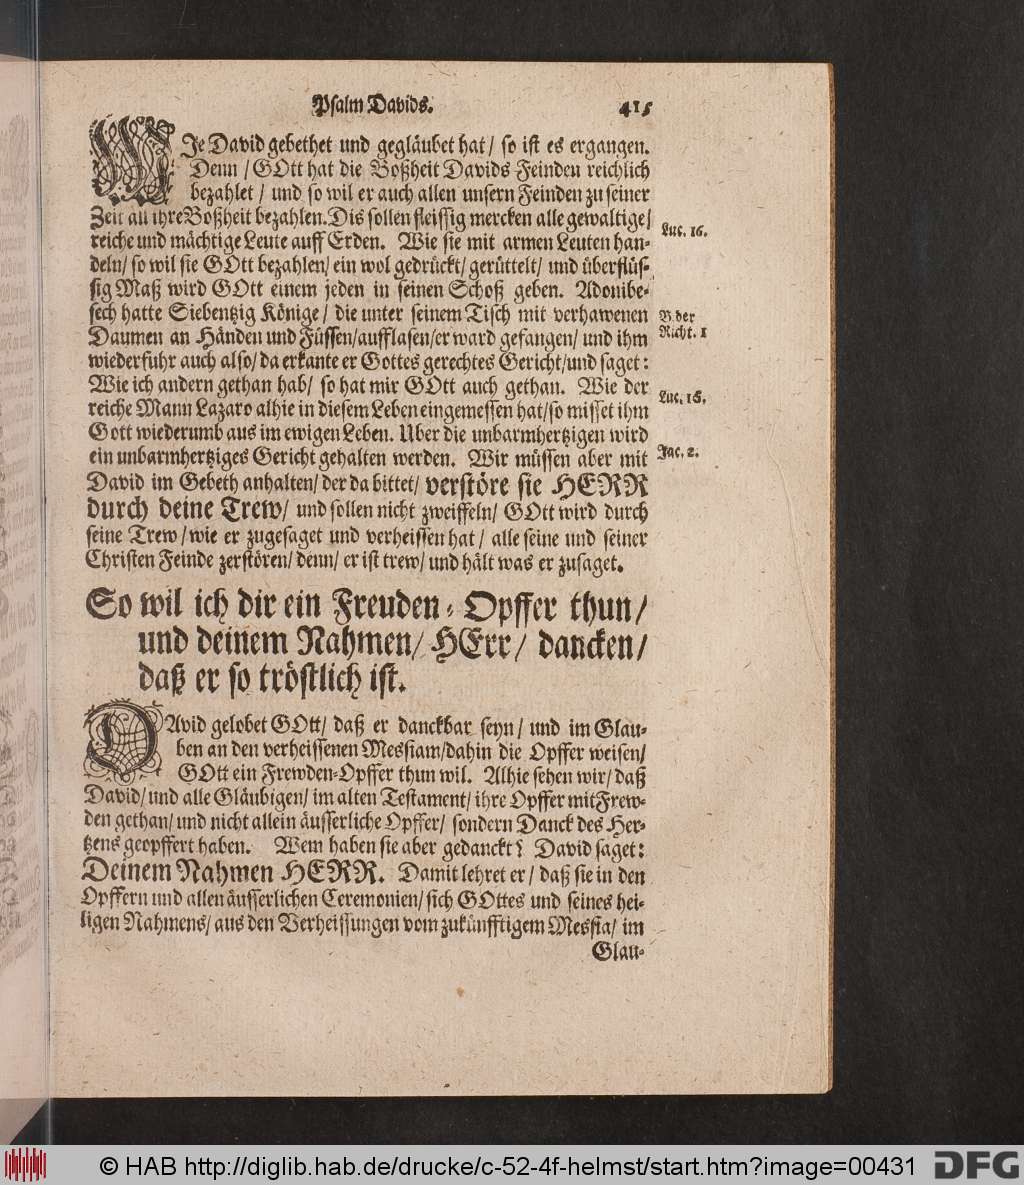 Psalm Davids. 415
WJe David gebethet und gegläubet hat/ so ist es ergangen.
Denn / GOtt hat die Boßheit Davids Feinden reichlich
bezahlet / und so wil er auch allen unsern Feinden zu seiner
Zeit all ihre Boßheit bezahlen. Dis sollen fleissig mercken alle gewaltige/
reiche und mächtige Leute auff Erden. Wie sie mit armen Leuten han-
Luc. 16.
deln/ so wil sie GOtt bezahlen/ ein wol gedrückt/ gerüttelt/ und überflüs-
sig Maß wird GOtt einem jeden in seinen Schoß geben. Adonibe-
sech hatte Siebentzig Könige / die unter seinem Tisch mit verhawenen
B. der
Daumen an Händen und Füssen/aufflasen/er ward gefangen/ und ihm
Richt. 1
wiederfuhr auch also/ da erkante er Gottes gerechtes Gericht/und saget:
Wie ich andern gethan hab/ so hat mir GOtt auch gethan. Wie der
reiche Mann Lazaro alhie in diesem Leben eingemessen hat/so misset ihm
Luc. 16.
Gott wiederumb aus im ewigen Leben. Uber die unbarmhertzigen wird
ein unbarmhertziges Gericht gehalten werden. Wir müssen aber mit
Jac. 2.
David im Gebeth anhalten/ der da bittet/ verstöre sie HERR
durch deine Trew/ und sollen nicht zweiffeln/ GOtt wird durch
seine Trew/ wie er zugesaget und verheissen hat / alle seine und seiner
Christen Feinde zerstören/ denn/ er ist trew/ und hält was er zusaget.
So wil ich dir ein Freuden-Opffer thun/
und deinem Nahmen/ HErr/ dancken/
daß er so tröstlich ist.
DAvid gelobet GOtt/ daß er danckbar seyn/ und im Glau-
ben an den verheissenen Messiam/dahin die Opffer weisen/
GOtt ein Frewden-Opffer thun wil. Alhie sehen wir/ daß
David/ und alle Gläubigen/ im alten Testament/ ihre Opffer mit Frew-
den gethan/ und nicht allein äusserliche Opffer/ sondern Danck des Her-
tzens geopffert haben. Wem haben sie aber gedanckt? David saget:
Deinem Nahmen HERR. Damit lehret er/ daß sie in den
Opffern und allen äusserlichen Ceremonien/ sich GOttes und seines hei-
ligen Nahmens/ aus den Verheissungen vom zukünfftigem Messia/ im
Glau-
© HAB http://diglib.hab.de/drucke/c-52-4f-helmst/start.htm?image=00431 DFG